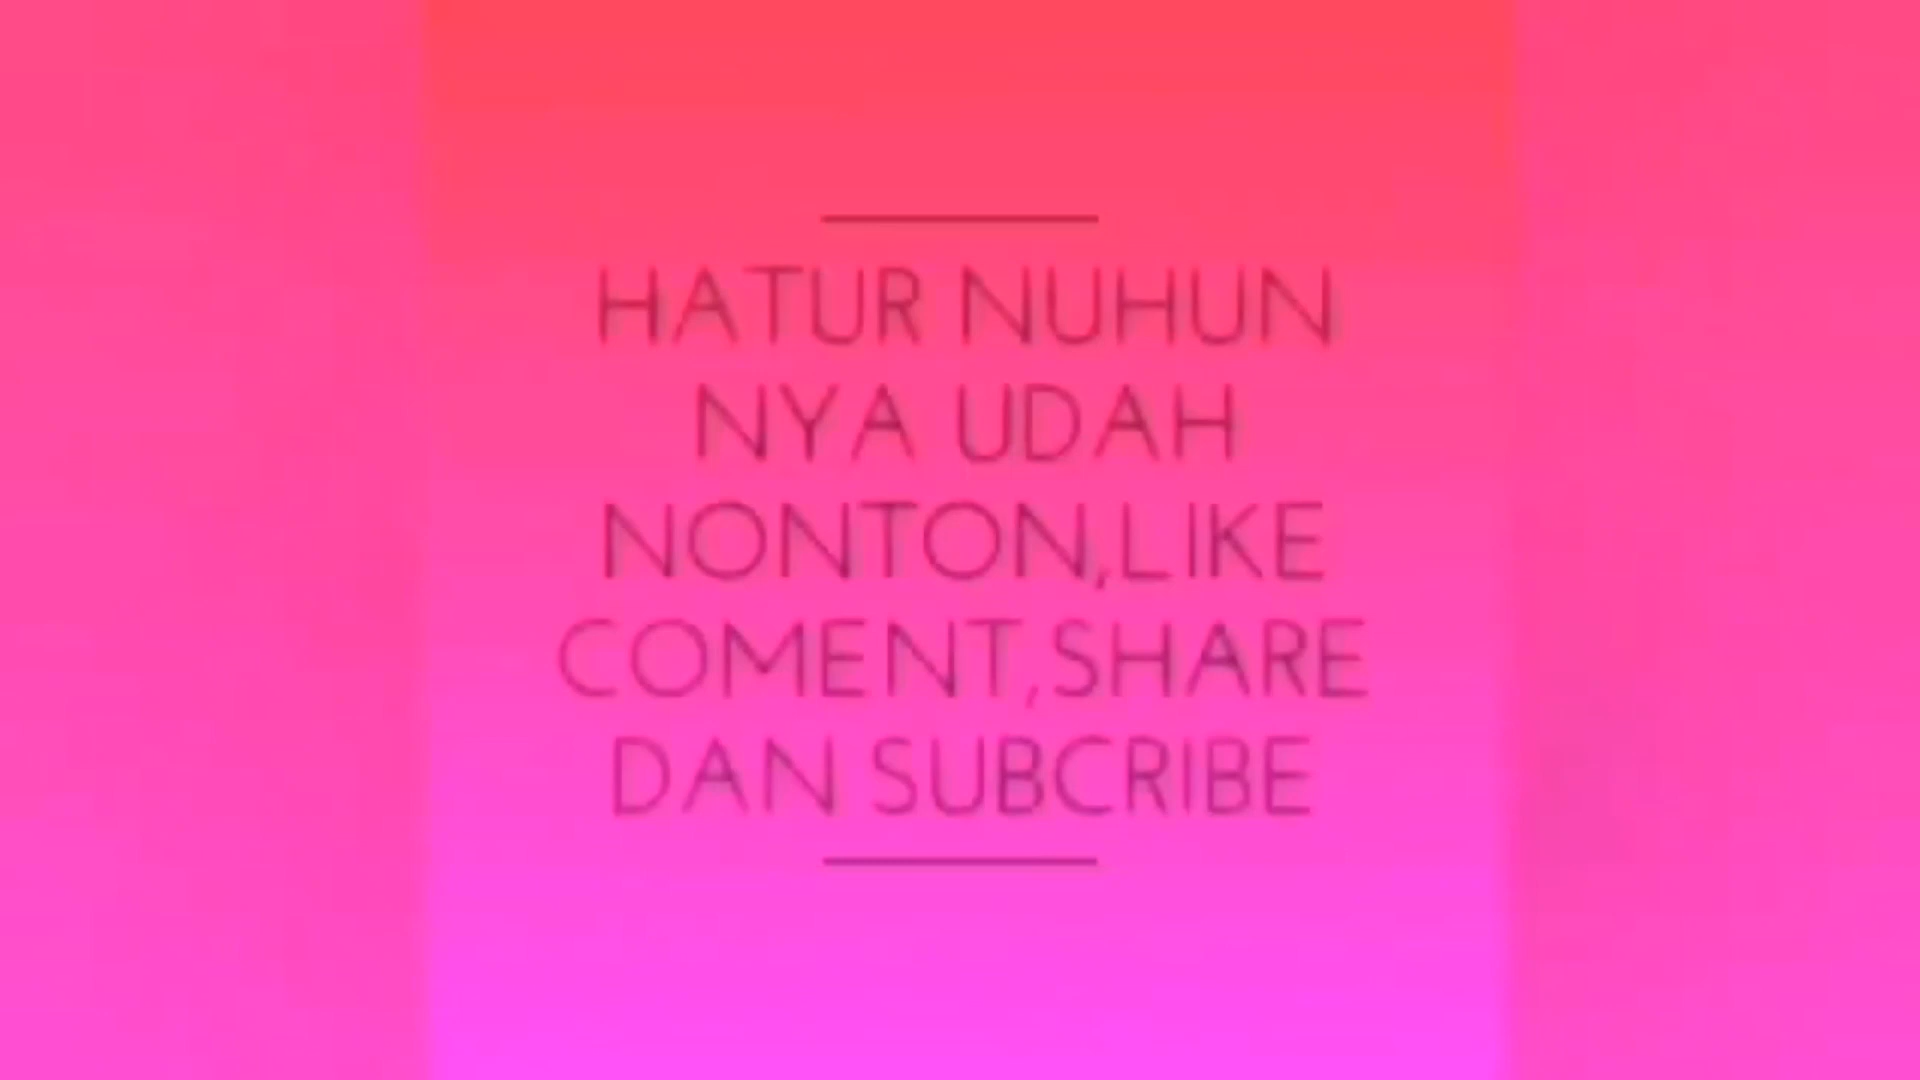 HATUR NUHUN
NYA UDAH
NONTON,LIKE
COMENT,SHARE
DAN SUBCRIBE